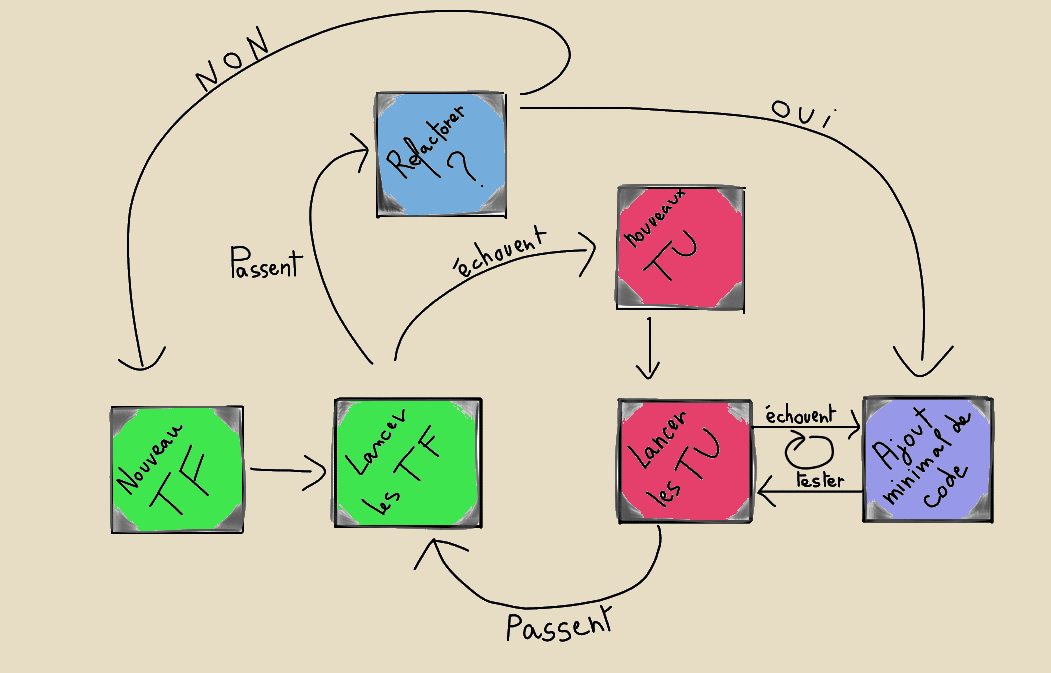 NON
OUi
Refactorer
?
nouveaux
TU
échouent
Passent
Nouveau
TF
Lancer
les TF
Lancer
les TU
échouent
tester
Ajout
minimal de
code
Passent